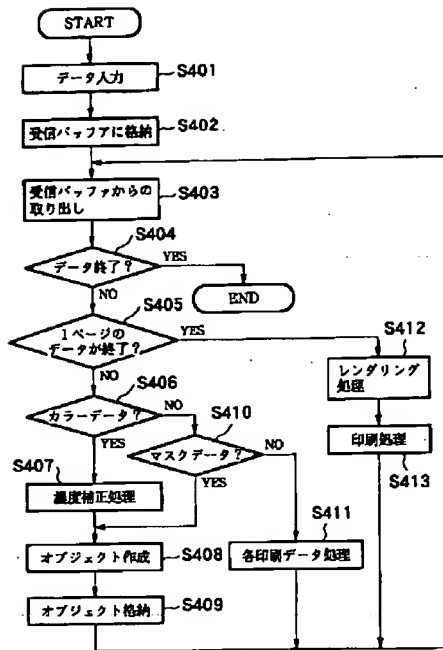 START
データ入力
S401
受信バッファに格納
S402
受信バッファからの
取り出し
S403
データ終了?
S404
YES
NO
END
1ページの
データが終了?
S405
YES
NO
カラーデータ?
S406
NO
YES
濃度補正処理
S407
マスクデータ?
S410
NO
YES
オブジェクト作成
S408
オブジェクト格納
S409
各印刷データ処理
S411
レンダリング
処理
S412
印刷処理
S413